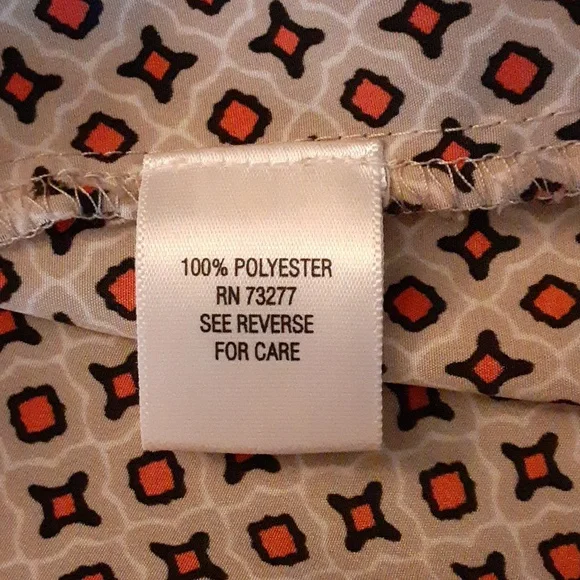 100% POLYESTER
RN 73277
SEE REVERSE
FOR CARE